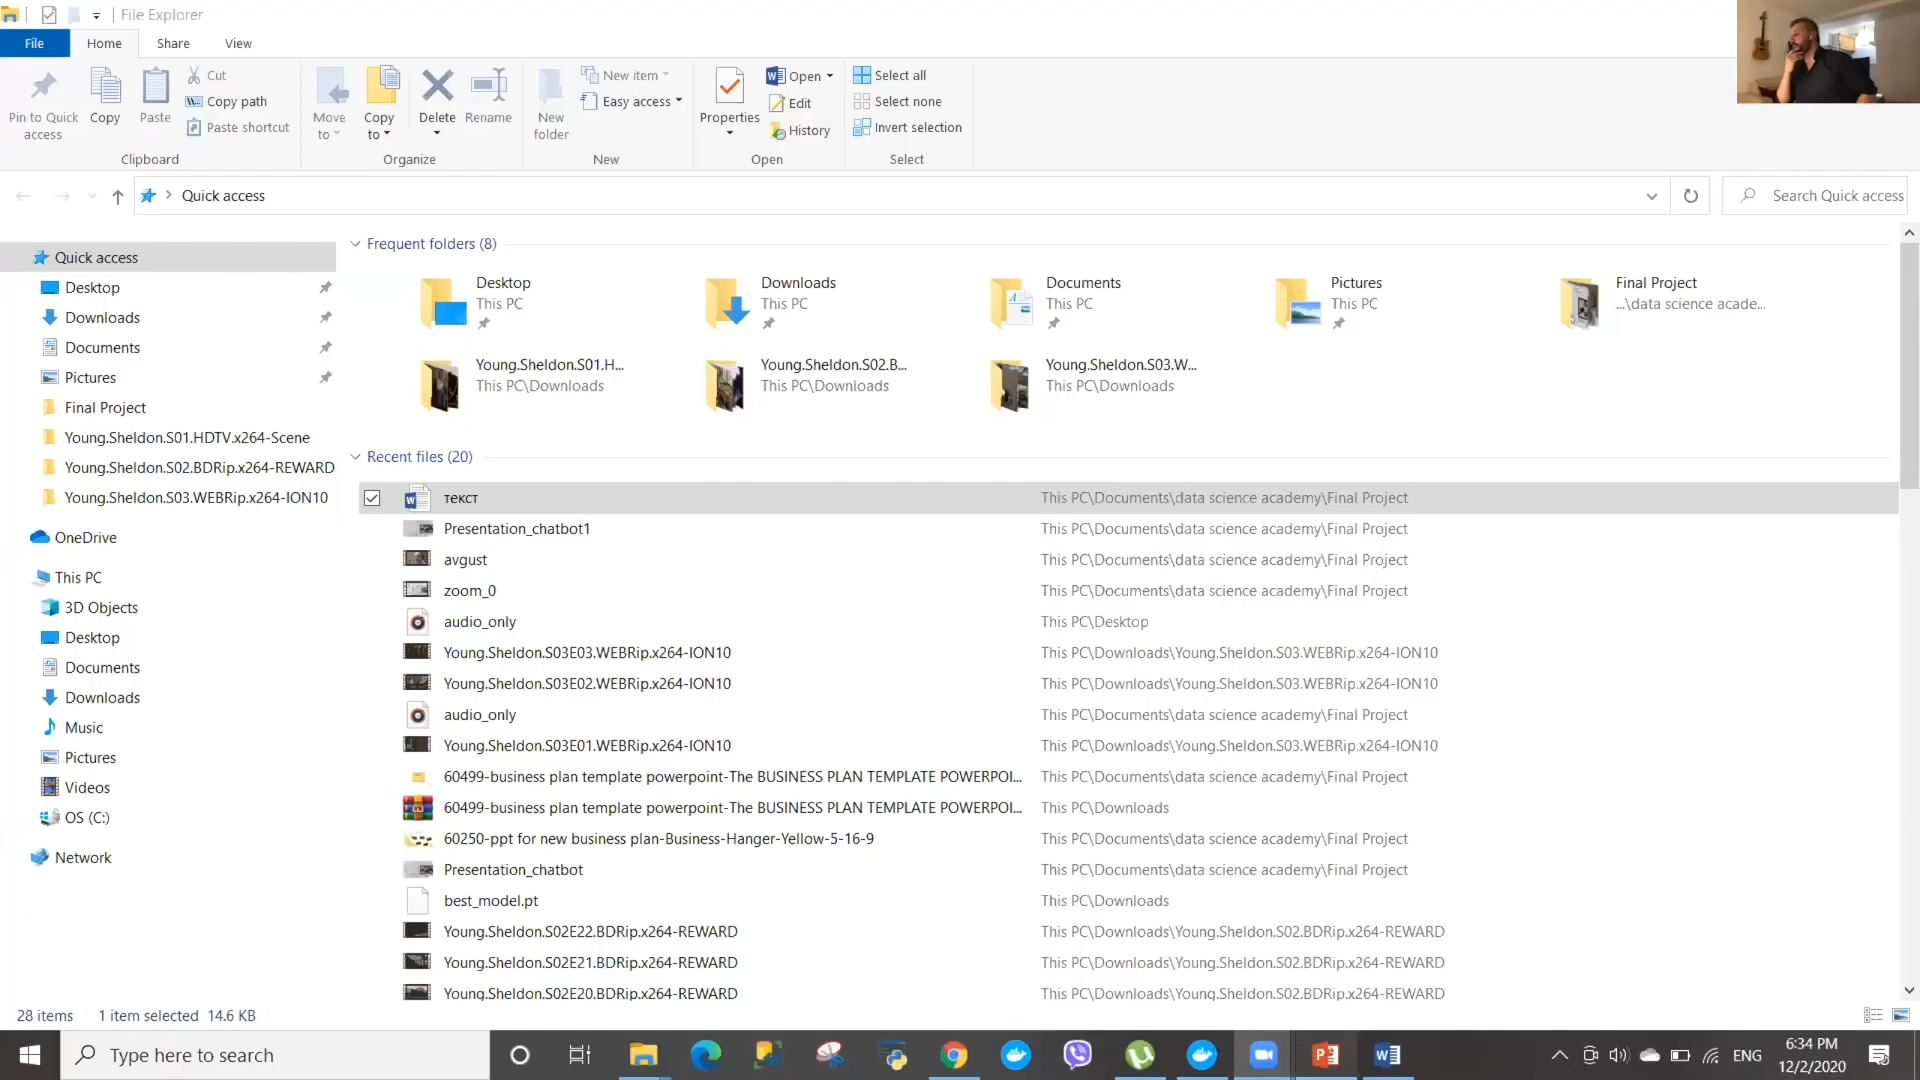 File Explorer
File Home Share View
Pin to Quick access
Copy
Paste
Cut
Copy path
Paste shortcut
Clipboard
Move to
Copy to
Delete
Rename
Organize
New folder
New item
Easy access
New
Properties
Open
Edit
History
Open
Select all
Select none
Invert selection
Select
Quick access
Search Quick access
Quick access
Desktop
Downloads
Documents
Pictures
Final Project
Young.Sheldon.S01.HDTV.x264-Scene
Young.Sheldon.S02.BDRip.x264-REWARD
Young.Sheldon.S03.WEBRip.x264-ION10
OneDrive
This PC
3D Objects
Desktop
Documents
Downloads
Music
Pictures
Videos
OS (C:)
Network
Frequent folders (8)
Desktop
This PC
Downloads
This PC
Documents
This PC
Pictures
This PC
Final Project
...\data science acade...
Young.Sheldon.S01.H...
This PC\Downloads
Young.Sheldon.S02.B...
This PC\Downloads
Young.Sheldon.S03.W...
This PC\Downloads
Recent files (20)
текст This PC\Documents\data science academy\Final Project
Presentation_chatbot1 This PC\Documents\data science academy\Final Project
avgust This PC\Documents\data science academy\Final Project
zoom_0 This PC\Documents\data science academy\Final Project
audio_only This PC\Desktop
Young.Sheldon.S03E03.WEBRip.x264-ION10 This PC\Downloads\Young.Sheldon.S03.WEBRip.x264-ION10
Young.Sheldon.S03E02.WEBRip.x264-ION10 This PC\Downloads\Young.Sheldon.S03.WEBRip.x264-ION10
audio_only This PC\Documents\data science academy\Final Project
Young.Sheldon.S03E01.WEBRip.x264-ION10 This PC\Downloads\Young.Sheldon.S03.WEBRip.x264-ION10
60499-business plan template powerpoint-The BUSINESS PLAN TEMPLATE POWERPOI... This PC\Documents\data science academy\Final Project
60499-business plan template powerpoint-The BUSINESS PLAN TEMPLATE POWERPOI... This PC\Downloads
60250-ppt for new business plan-Business-Hanger-Yellow-5-16-9 This PC\Documents\data science academy\Final Project
Presentation_chatbot This PC\Documents\data science academy\Final Project
best_model.pt This PC\Downloads
Young.Sheldon.S02E22.BDRip.x264-REWARD This PC\Downloads\Young.Sheldon.S02.BDRip.x264-REWARD
Young.Sheldon.S02E21.BDRip.x264-REWARD This PC\Downloads\Young.Sheldon.S02.BDRip.x264-REWARD
Young.Sheldon.S02E20.BDRip.x264-REWARD This PC\Downloads\Young.Sheldon.S02.BDRip.x264-REWARD
28 items 1 item selected 14.6 KB
Type here to search
ENG
6:34 PM
12/2/2020